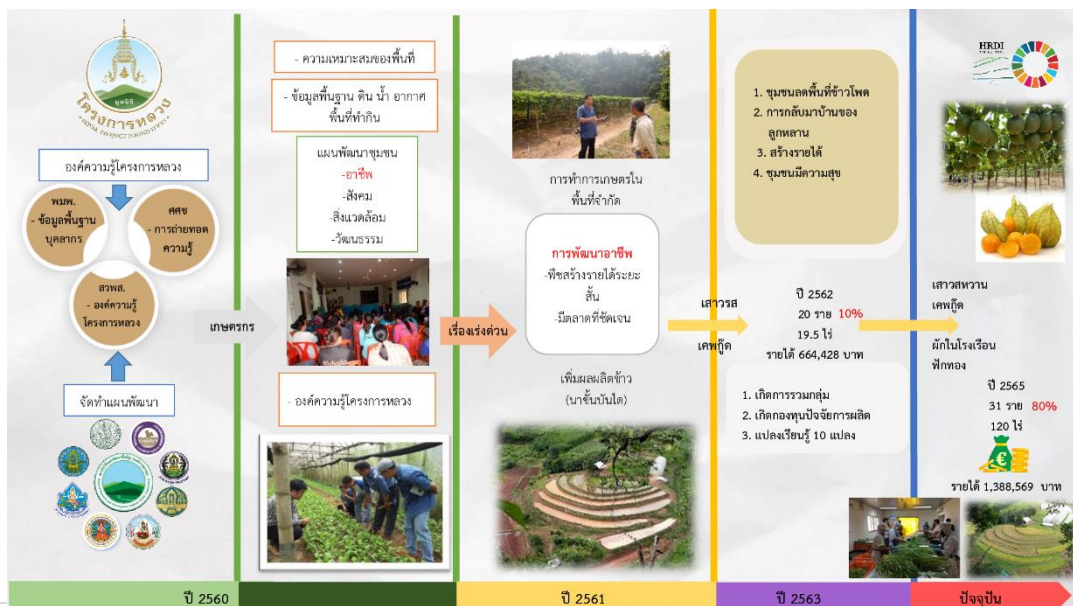 มูลนิธิ
โครงการหลวง
ROYAL PROJECT FOUNDATION
องค์ความรู้โครงการหลวง
พมพ.
- ข้อมูลพื้นฐาน
บุคลากร
ศศช
- การถ่ายทอด
ความรู้
สวพส.
- องค์ความรู้
โครงการหลวง
จัดทำแผนพัฒนา
เกษตรกร
- ความเหมาะสมของพื้นที่
- ข้อมูลพื้นฐาน ดิน น้ำ อากาศ
พื้นที่ทำกิน
แผนพัฒนาชุมชน
-อาชีพ
-สังคม
-สิ่งแวดล้อม
-วัฒนธรรม
- องค์ความรู้โครงการหลวง
เรื่องเร่งด่วน
การทำการเกษตรใน
พื้นที่จำกัด
การพัฒนาอาชีพ
-พืชสร้างรายได้ระยะ
สั้น
-มีตลาดที่ชัดเจน
เพิ่มผลผลิตข้าว
(นาขั้นบันได)
เสาวรส
เคพกู๊ด
1. ชุมชนลดพื้นที่ข้าวโพด
2. การกลับมาบ้านของ
ลูกหลาน
3. สร้างรายได้
4. ชุมชนมีความสุข
ปี 2562
20 ราย 10%
19.5 ไร่
รายได้ 664,428 บาท
1. เกิดการรวมกลุ่ม
2. เกิดกองทุนปัจจัยการผลิต
3. แปลงเรียนรู้ 10 แปลง
HRDI
เสาวสหวาน
เคพกู๊ด
ผักในโรงเรือน
ฟักทอง
ปี 2565
31 ราย 80%
120 ไร่
€
รายได้ 1,388,569 บาท
ปี 2560
ปี 2561
ปี 2563
ปัจจุปัน